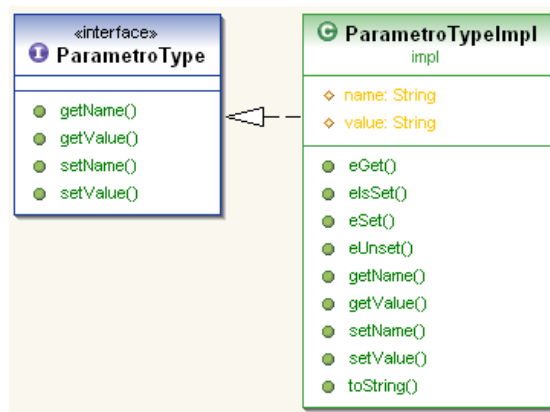 «interface»
I ParametroType
getName()
getValue()
setName()
setValue()
C ParametroTypeImpl
impl
name: String
value: String
eGet()
eIsSet()
eSet()
eUnset()
getName()
getValue()
setName()
setValue()
toString()